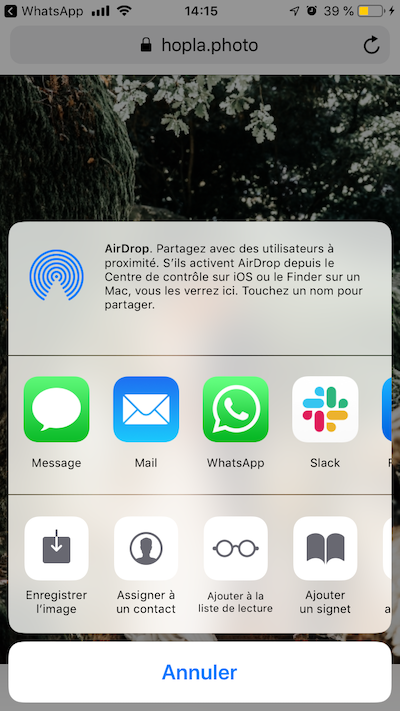 WhatsApp 14:15 39 %
hopla.photo
AirDrop. Partagez avec des utilisateurs à
proximité. S’ils activent AirDrop depuis le
Centre de contrôle sur iOS ou le Finder sur un
Mac, vous les verrez ici. Touchez un nom pour
partager.
Message Mail WhatsApp Slack
Enregistrer Assigner à Ajouter à la Ajouter
l’image un contact liste de lecture un signet
Annuler